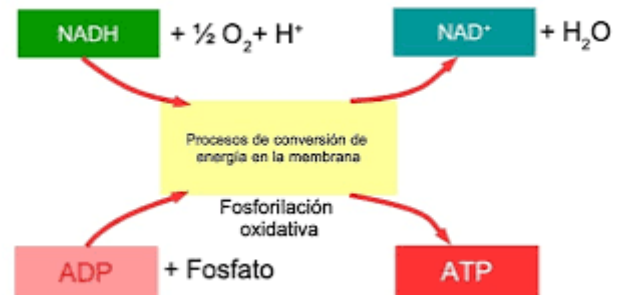 NADH + ½ O₂ + H⁺
NAD⁺ + H₂O
Procesos de conversión de
energía en la membrana
Fosforilación
oxidativa
ADP + Fosfato
ATP